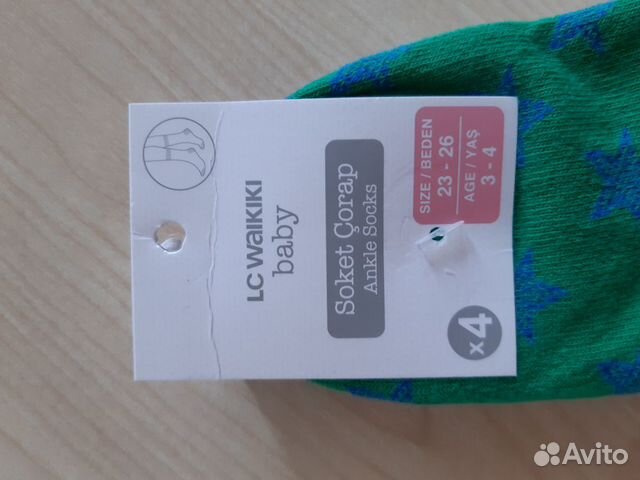 LC WAIKIKI
baby
Soket Çorap
Ankle Socks
SIZE / BEDEN
23 - 26
AGE / YAŞ
3 - 4
x4
Avito